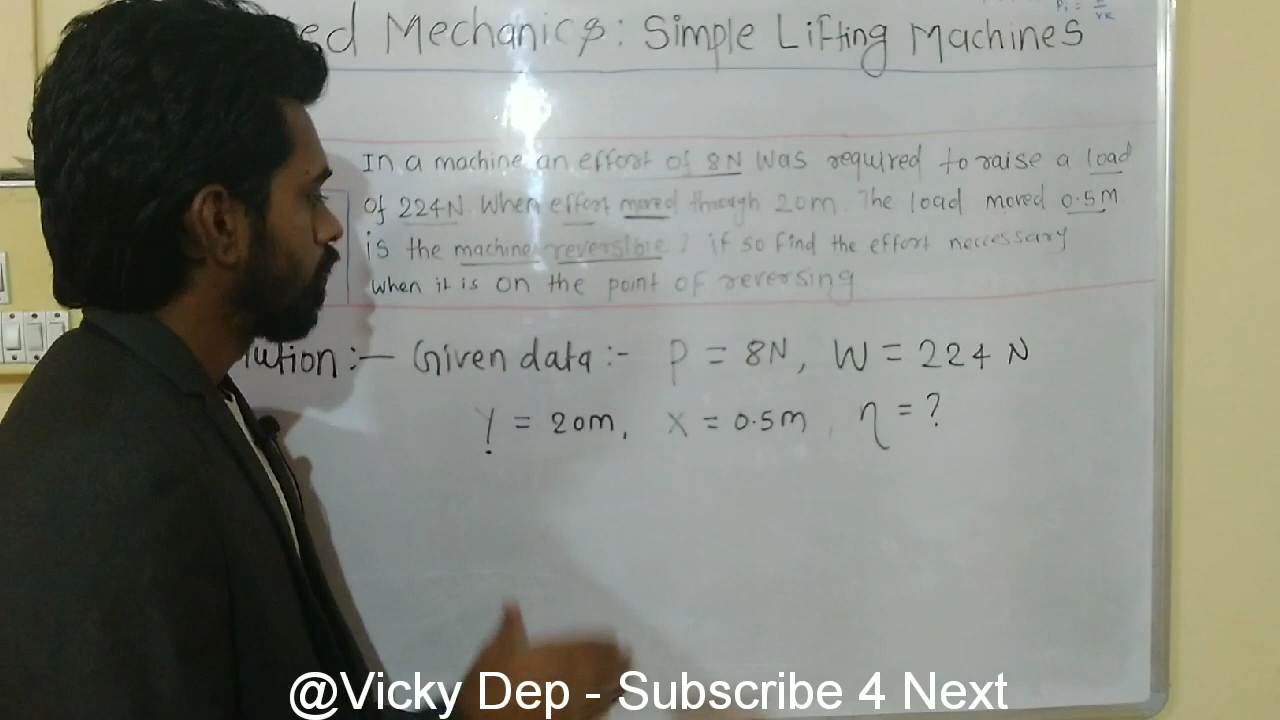 ed Mechanics: Simple Lifting Machines
In a machine an effort of 8N was required to raise a load
of 224N. When effort moved through 20m. The load moved 0.5m
is the machine reversible? if so find the effort neccessary
when it is on the point of reversing
lution :- Given data :- P = 8N, W = 224 N
y = 20m, x = 0.5m, η = ?
@Vicky Dep - Subscribe 4 Next